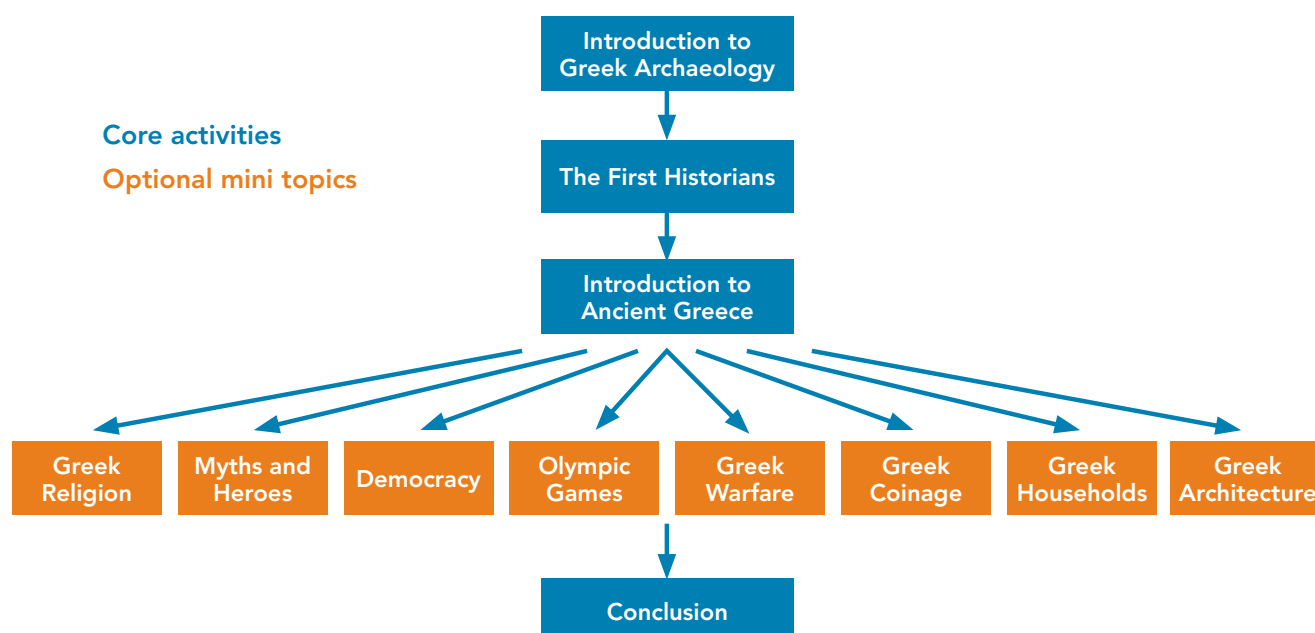 Introduction to
Greek Archaeology
Core activities
Optional mini topics
The First Historians
Introduction to
Ancient Greece
Greek
Religion
Myths and
Heroes
Democracy
Olympic
Games
Greek
Warfare
Greek
Coinage
Greek
Households
Greek
Architecture
Conclusion